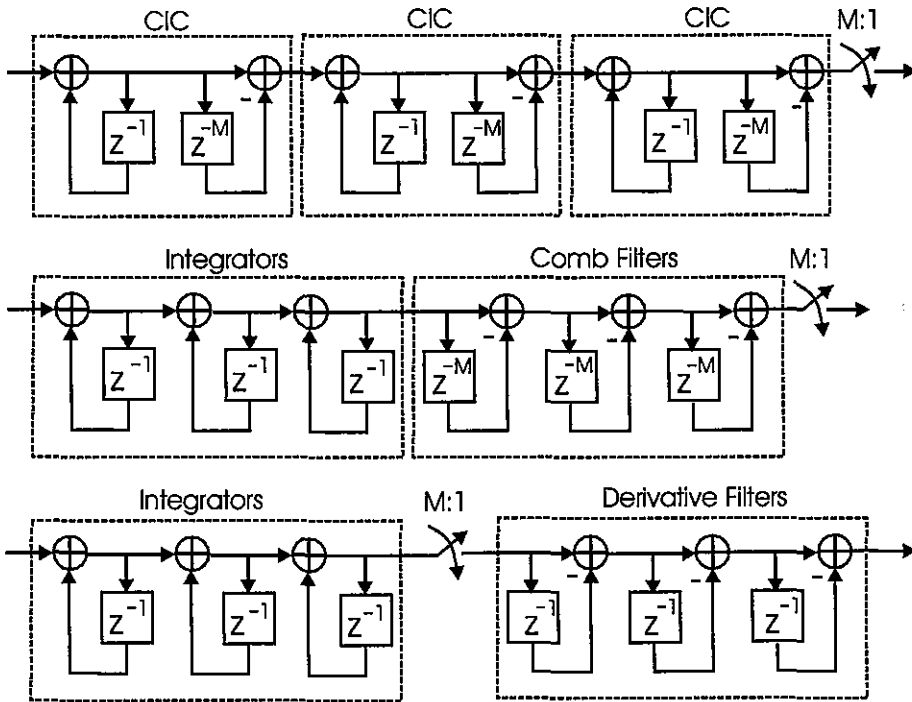 CIC CIC CIC M:1
z⁻¹ z⁻ᴹ - z⁻¹ z⁻ᴹ - z⁻¹ z⁻ᴹ -
Integrators Comb Filters M:1
z⁻¹ z⁻¹ z⁻¹ z⁻ᴹ - z⁻ᴹ - z⁻ᴹ -
Integrators M:1 Derivative Filters
z⁻¹ z⁻¹ z⁻¹ z⁻¹ - z⁻¹ - z⁻¹ -